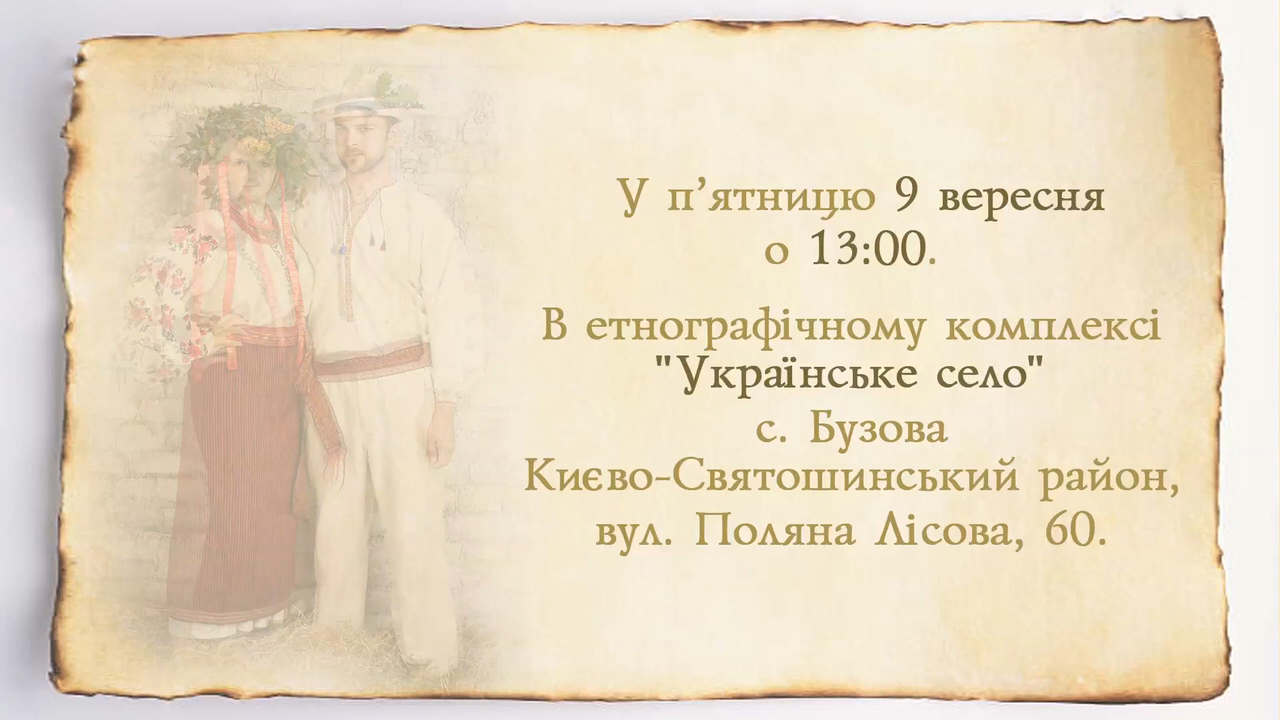 У п’ятницю 9 вересня
о 13:00.
В етнографічному комплексі
"Українське село"
с. Бузова
Києво-Святошинський район,
вул. Поляна Лісова, 60.